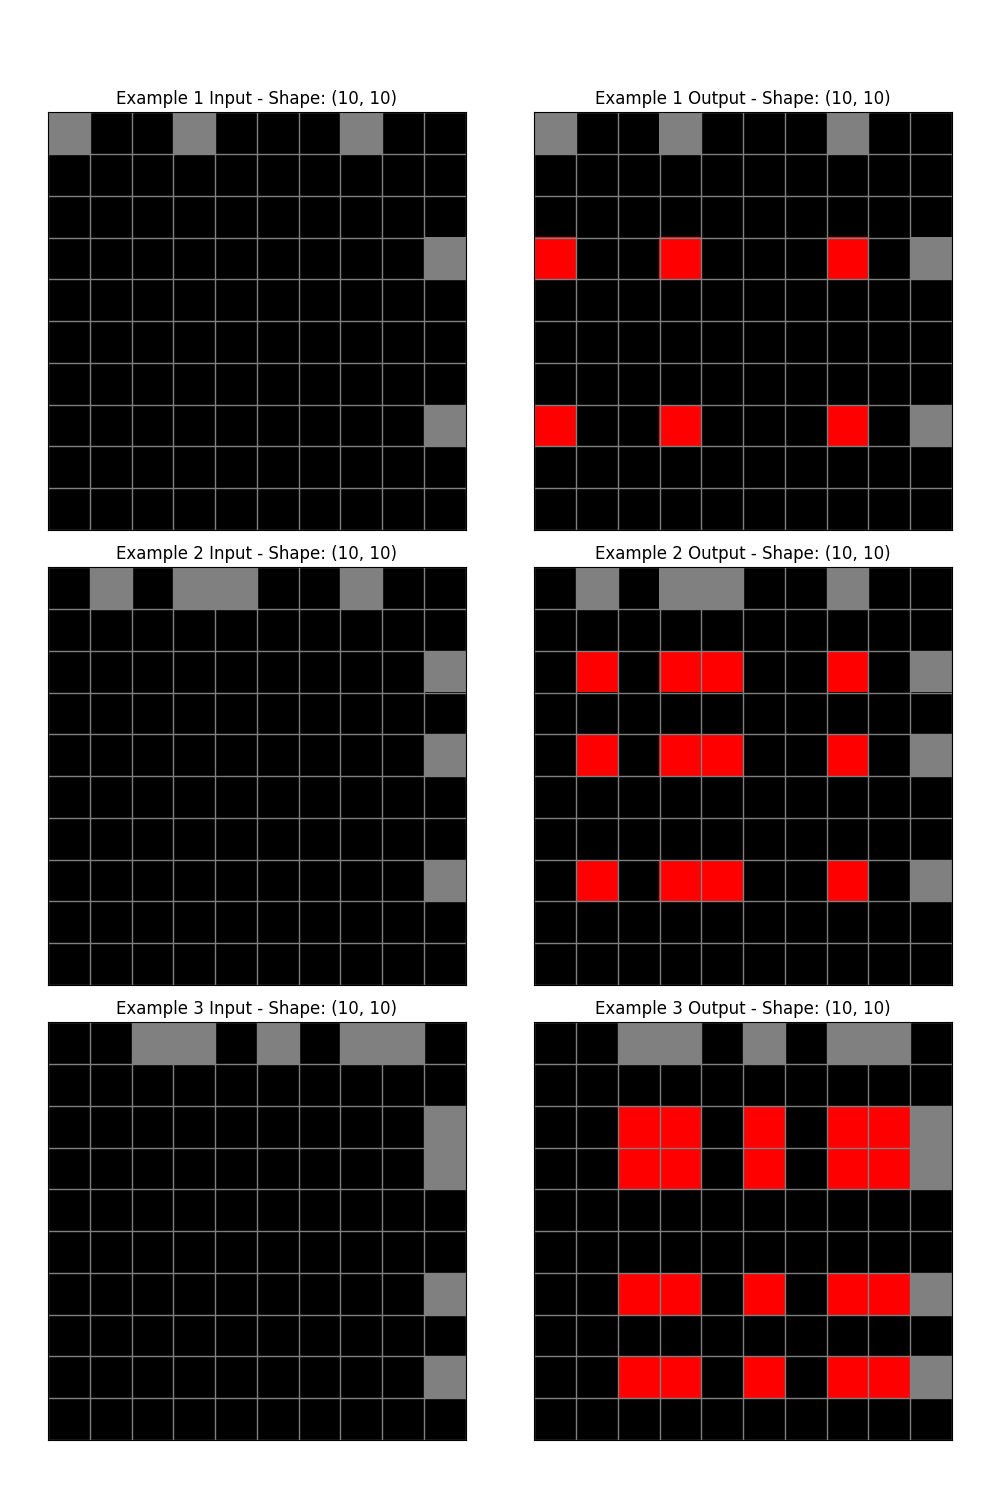 Example 1 Input - Shape: (10, 10)
Example 1 Output - Shape: (10, 10)
Example 2 Input - Shape: (10, 10)
Example 2 Output - Shape: (10, 10)
Example 3 Input - Shape: (10, 10)
Example 3 Output - Shape: (10, 10)